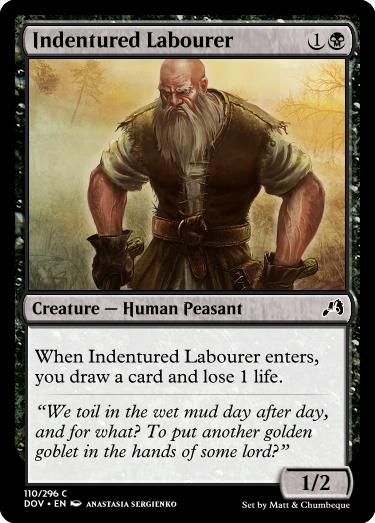 Indentured Labourer 1
Creature — Human Peasant
When Indentured Labourer enters,
you draw a card and lose 1 life.
“We toil in the wet mud day after day,
and for what? To put another golden
goblet in the hands of some lord?”
1/2
110/296 C
DOV • EN ANASTASIA SERGIENKO
Set by Matt & Chumbeque